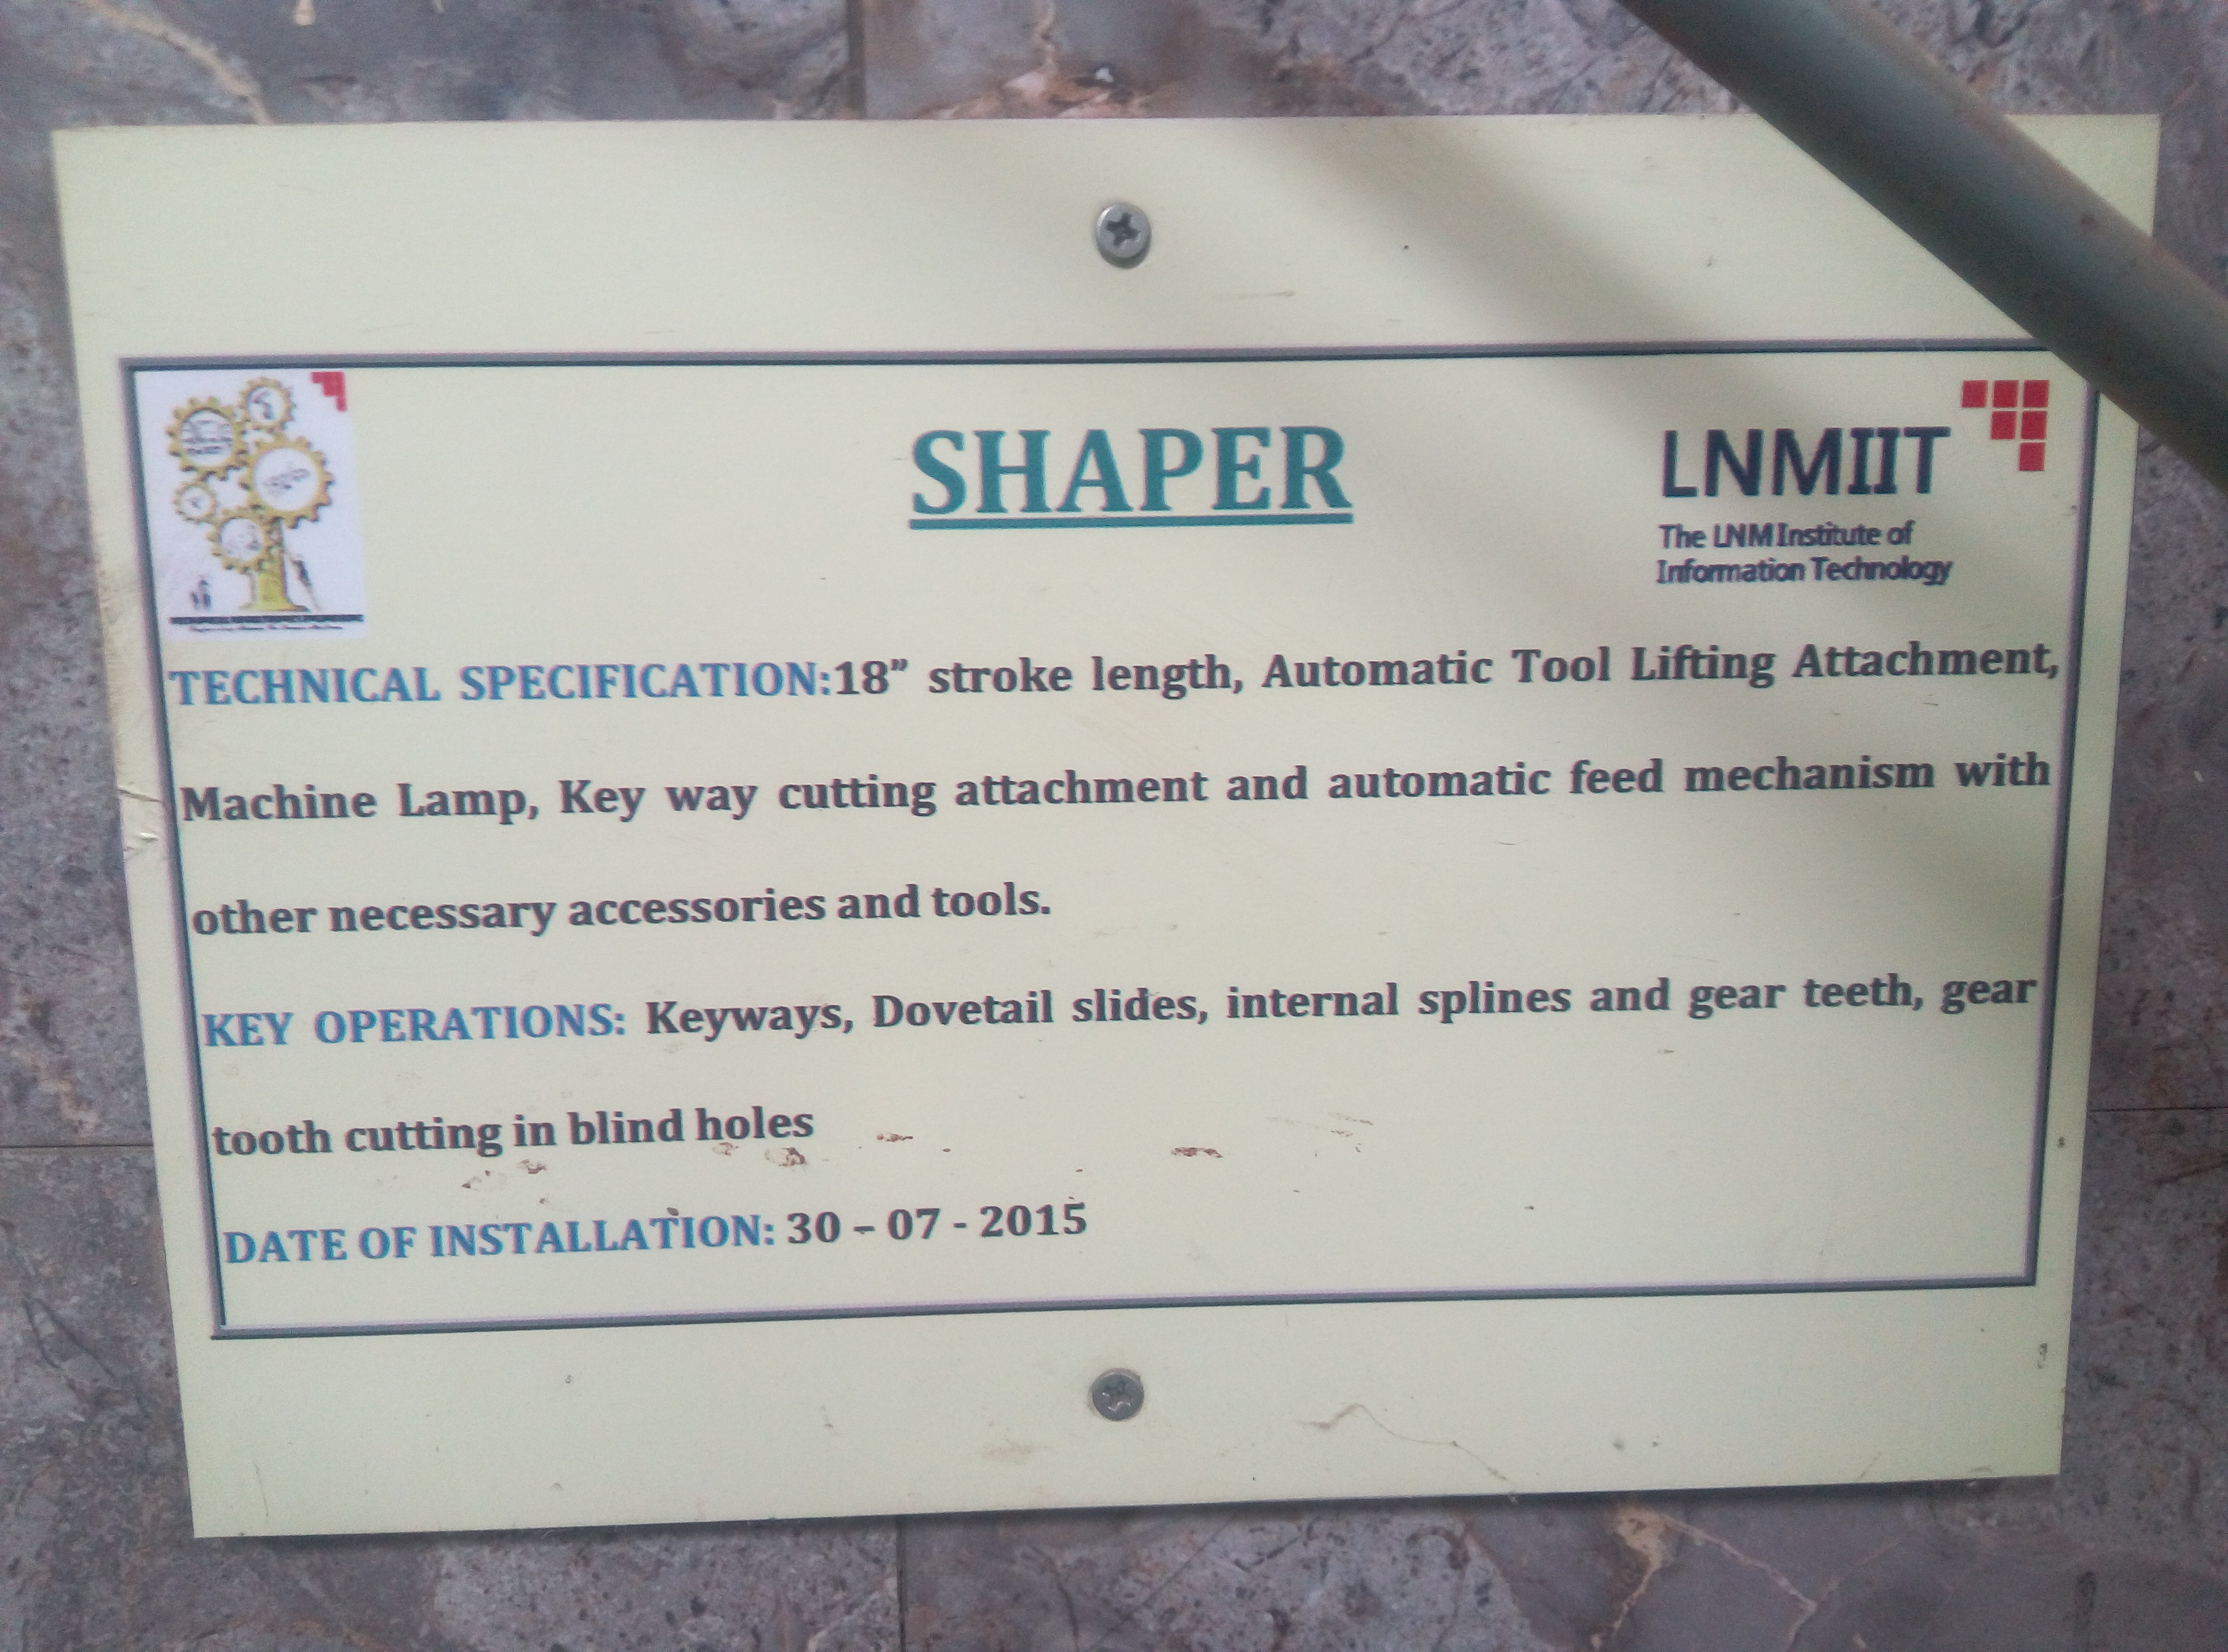 SHAPER
LNMIIT
The LNM Institute of
Information Technology
TECHNICAL SPECIFICATION:18” stroke length, Automatic Tool Lifting Attachment,
Machine Lamp, Key way cutting attachment and automatic feed mechanism with
other necessary accessories and tools.
KEY OPERATIONS: Keyways, Dovetail slides, internal splines and gear teeth, gear
tooth cutting in blind holes
DATE OF INSTALLATION: 30 – 07 - 2015